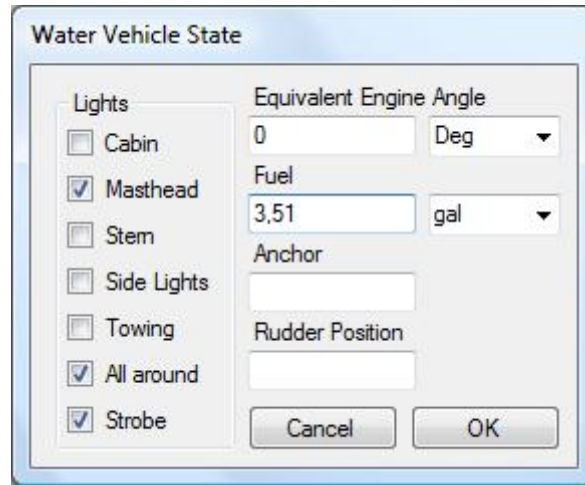 Water Vehicle State
Lights
Cabin
Masthead
Stern
Side Lights
Towing
All around
Strobe
Equivalent Engine Angle
0 Deg
Fuel
3,51 gal
Anchor
Rudder Position
Cancel OK